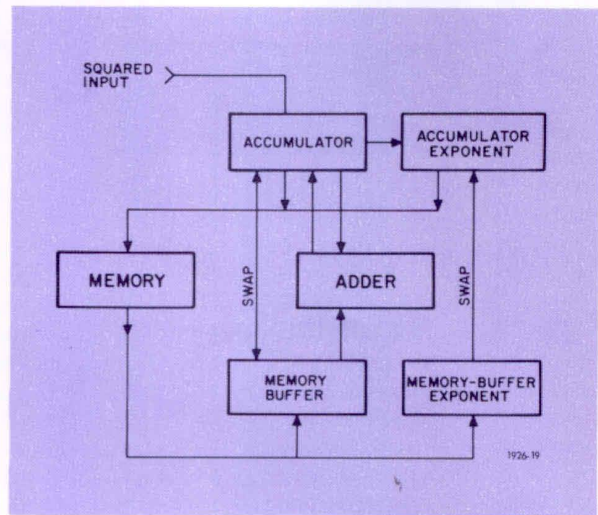 SQUARED
INPUT
ACCUMULATOR
ACCUMULATOR
EXPONENT
MEMORY
SWAP
ADDER
SWAP
MEMORY
BUFFER
MEMORY-BUFFER
EXPONENT
1926-19